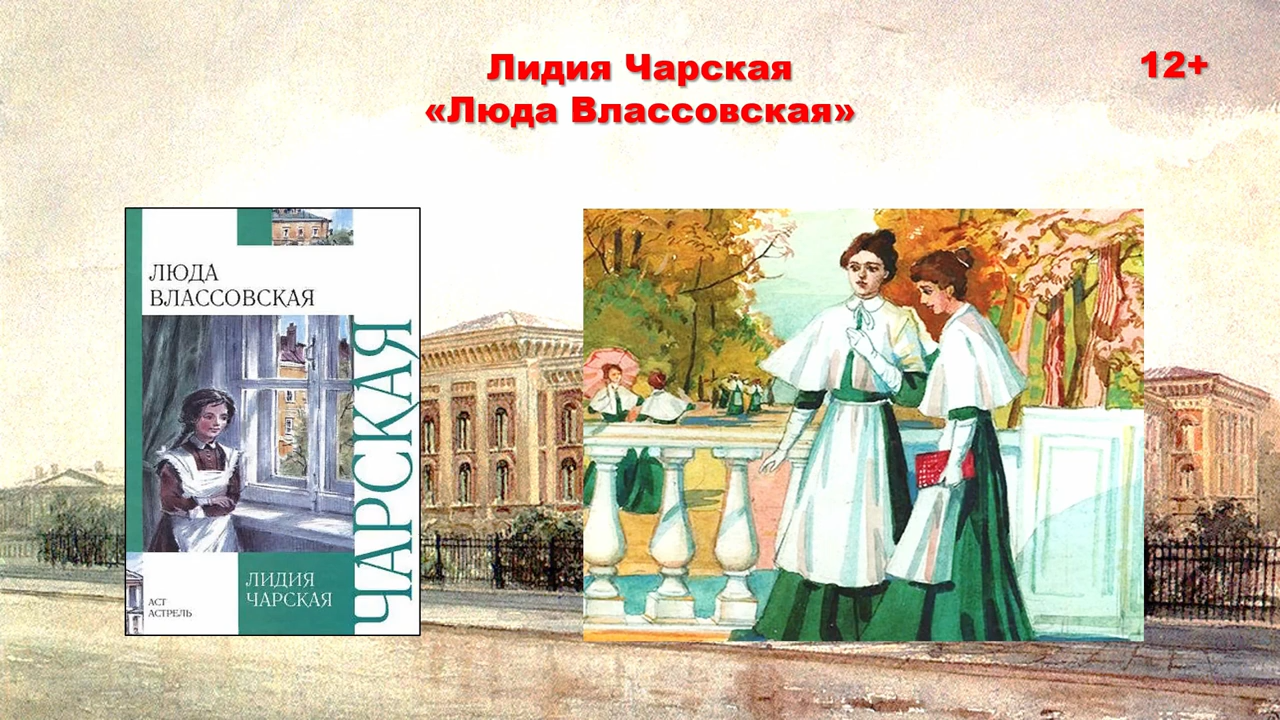 Лидия Чарская
«Люда Влассовская»
12+
ЛЮДА
ВЛАССОВСКАЯ
ЧАРСКАЯ
ЛИДИЯ
ЧАРСКАЯ
АСТ
АСТРЕЛЬ